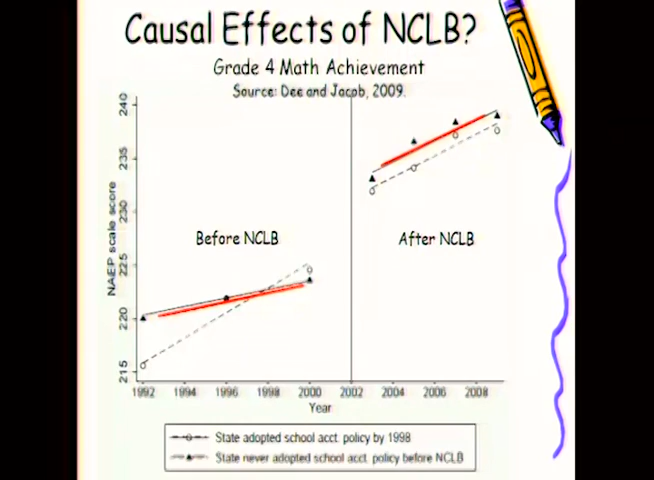 Causal Effects of NCLB?
Grade 4 Math Achievement
Source: Dee and Jacob, 2009.
240
235
230
225
220
215
NAEP scale score
Before NCLB
After NCLB
1992 1994 1996 1998 2000 2002 2004 2006 2008
Year
State adopted school acct. policy by 1998
State never adopted school acct. policy before NCLB